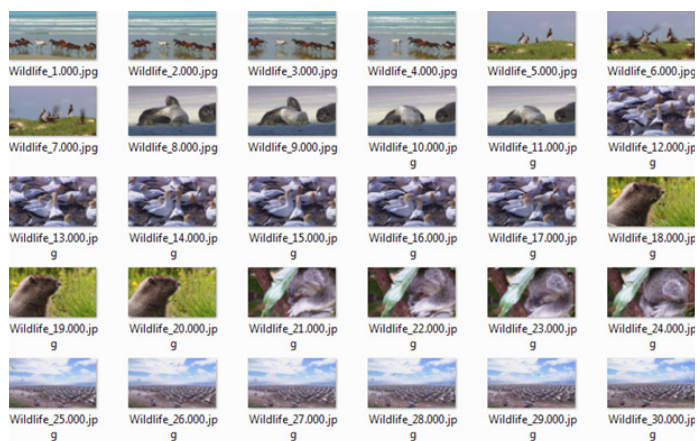 Wildlife_1.000.jpg
Wildlife_2.000.jpg
Wildlife_3.000.jpg
Wildlife_4.000.jpg
Wildlife_5.000.jpg
Wildlife_6.000.jpg
Wildlife_7.000.jpg
Wildlife_8.000.jpg
Wildlife_9.000.jpg
Wildlife_10.000.jp
g
Wildlife_11.000.jp
g
Wildlife_12.000.jp
g
Wildlife_13.000.jp
g
Wildlife_14.000.jp
g
Wildlife_15.000.jp
g
Wildlife_16.000.jp
g
Wildlife_17.000.jp
g
Wildlife_18.000.jp
g
Wildlife_19.000.jp
g
Wildlife_20.000.jp
g
Wildlife_21.000.jp
g
Wildlife_22.000.jp
g
Wildlife_23.000.jp
g
Wildlife_24.000.jp
g
Wildlife_25.000.jp
g
Wildlife_26.000.jp
g
Wildlife_27.000.jp
g
Wildlife_28.000.jp
g
Wildlife_29.000.jp
g
Wildlife_30.000.jp
g